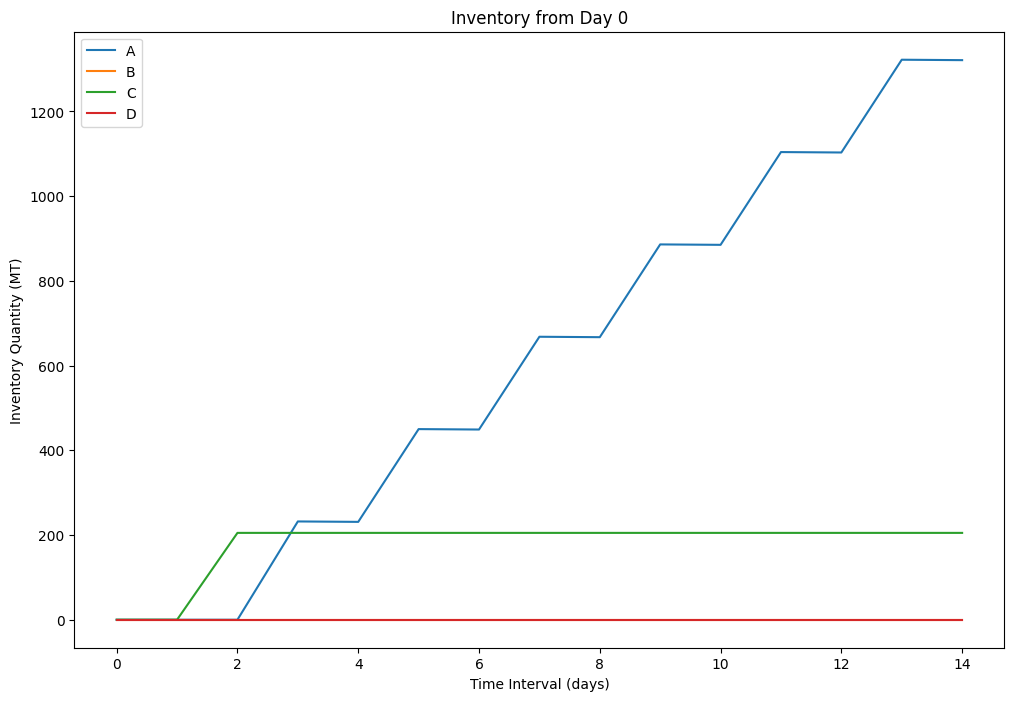 Inventory from Day 0
A
B
C
D
Inventory Quantity (MT)
1200
1000
800
600
400
200
0
0 2 4 6 8 10 12 14
Time Interval (days)